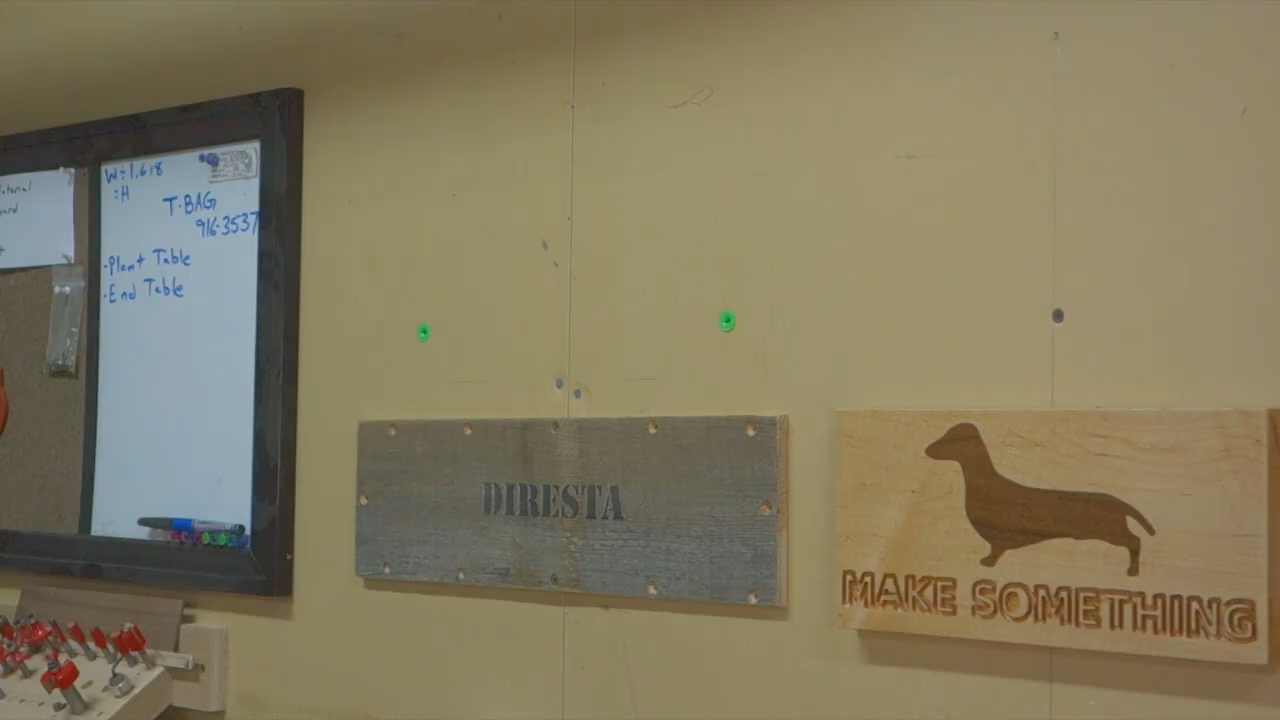 W÷1.618
:H
T-BAG
916-3537
·Plant Table
·End Table
DIRESTA
MAKE SOMETHING